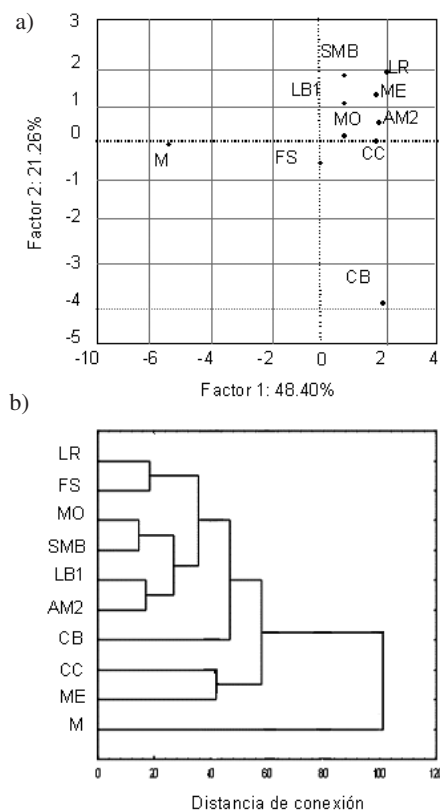 a)
3
2
1
0
-1
-2
-3
-4
-5
Factor 2: 21.26%
SMB
LR
LB1
ME
MO
AM2
CC
M
FS
CB
-10
-6
-4
-2
0
2
4
Factor 1: 48.40%
b)
LR
FS
MO
SMB
LB1
AM2
CB
CC
ME
M
0
20
40
60
80
100
120
Distancia de conexión